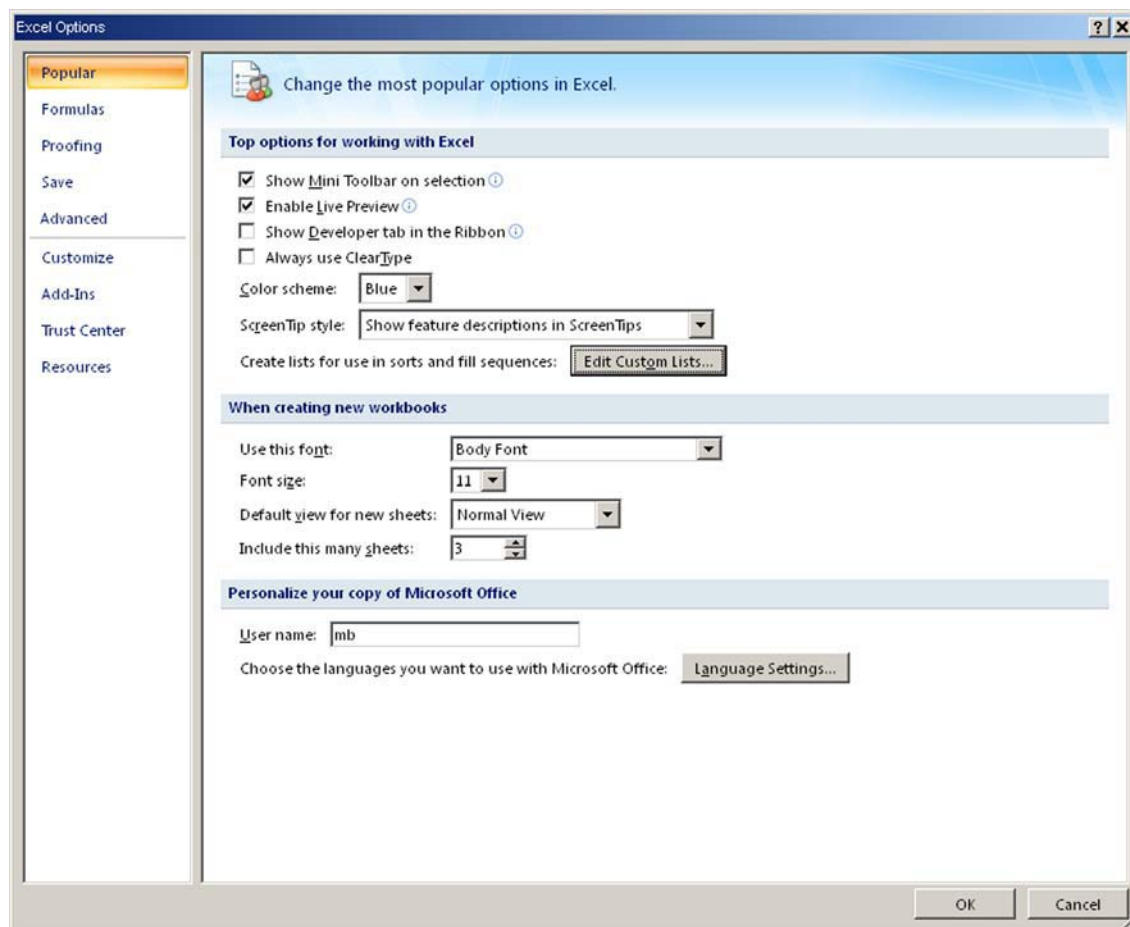 Excel Options
Popular
Formulas
Proofing
Save
Advanced
Customize
Add-Ins
Trust Center
Resources
Change the most popular options in Excel.
Top options for working with Excel
Show Mini Toolbar on selection
Enable Live Preview
Show Developer tab in the Ribbon
Always use ClearType
Color scheme: Blue
ScreenTip style: Show feature descriptions in ScreenTips
Create lists for use in sorts and fill sequences: Edit Custom Lists...
When creating new workbooks
Use this font: Body Font
Font size: 11
Default view for new sheets: Normal View
Include this many sheets: 3
Personalize your copy of Microsoft Office
User name: mb
Choose the languages you want to use with Microsoft Office: Language Settings...
OK Cancel